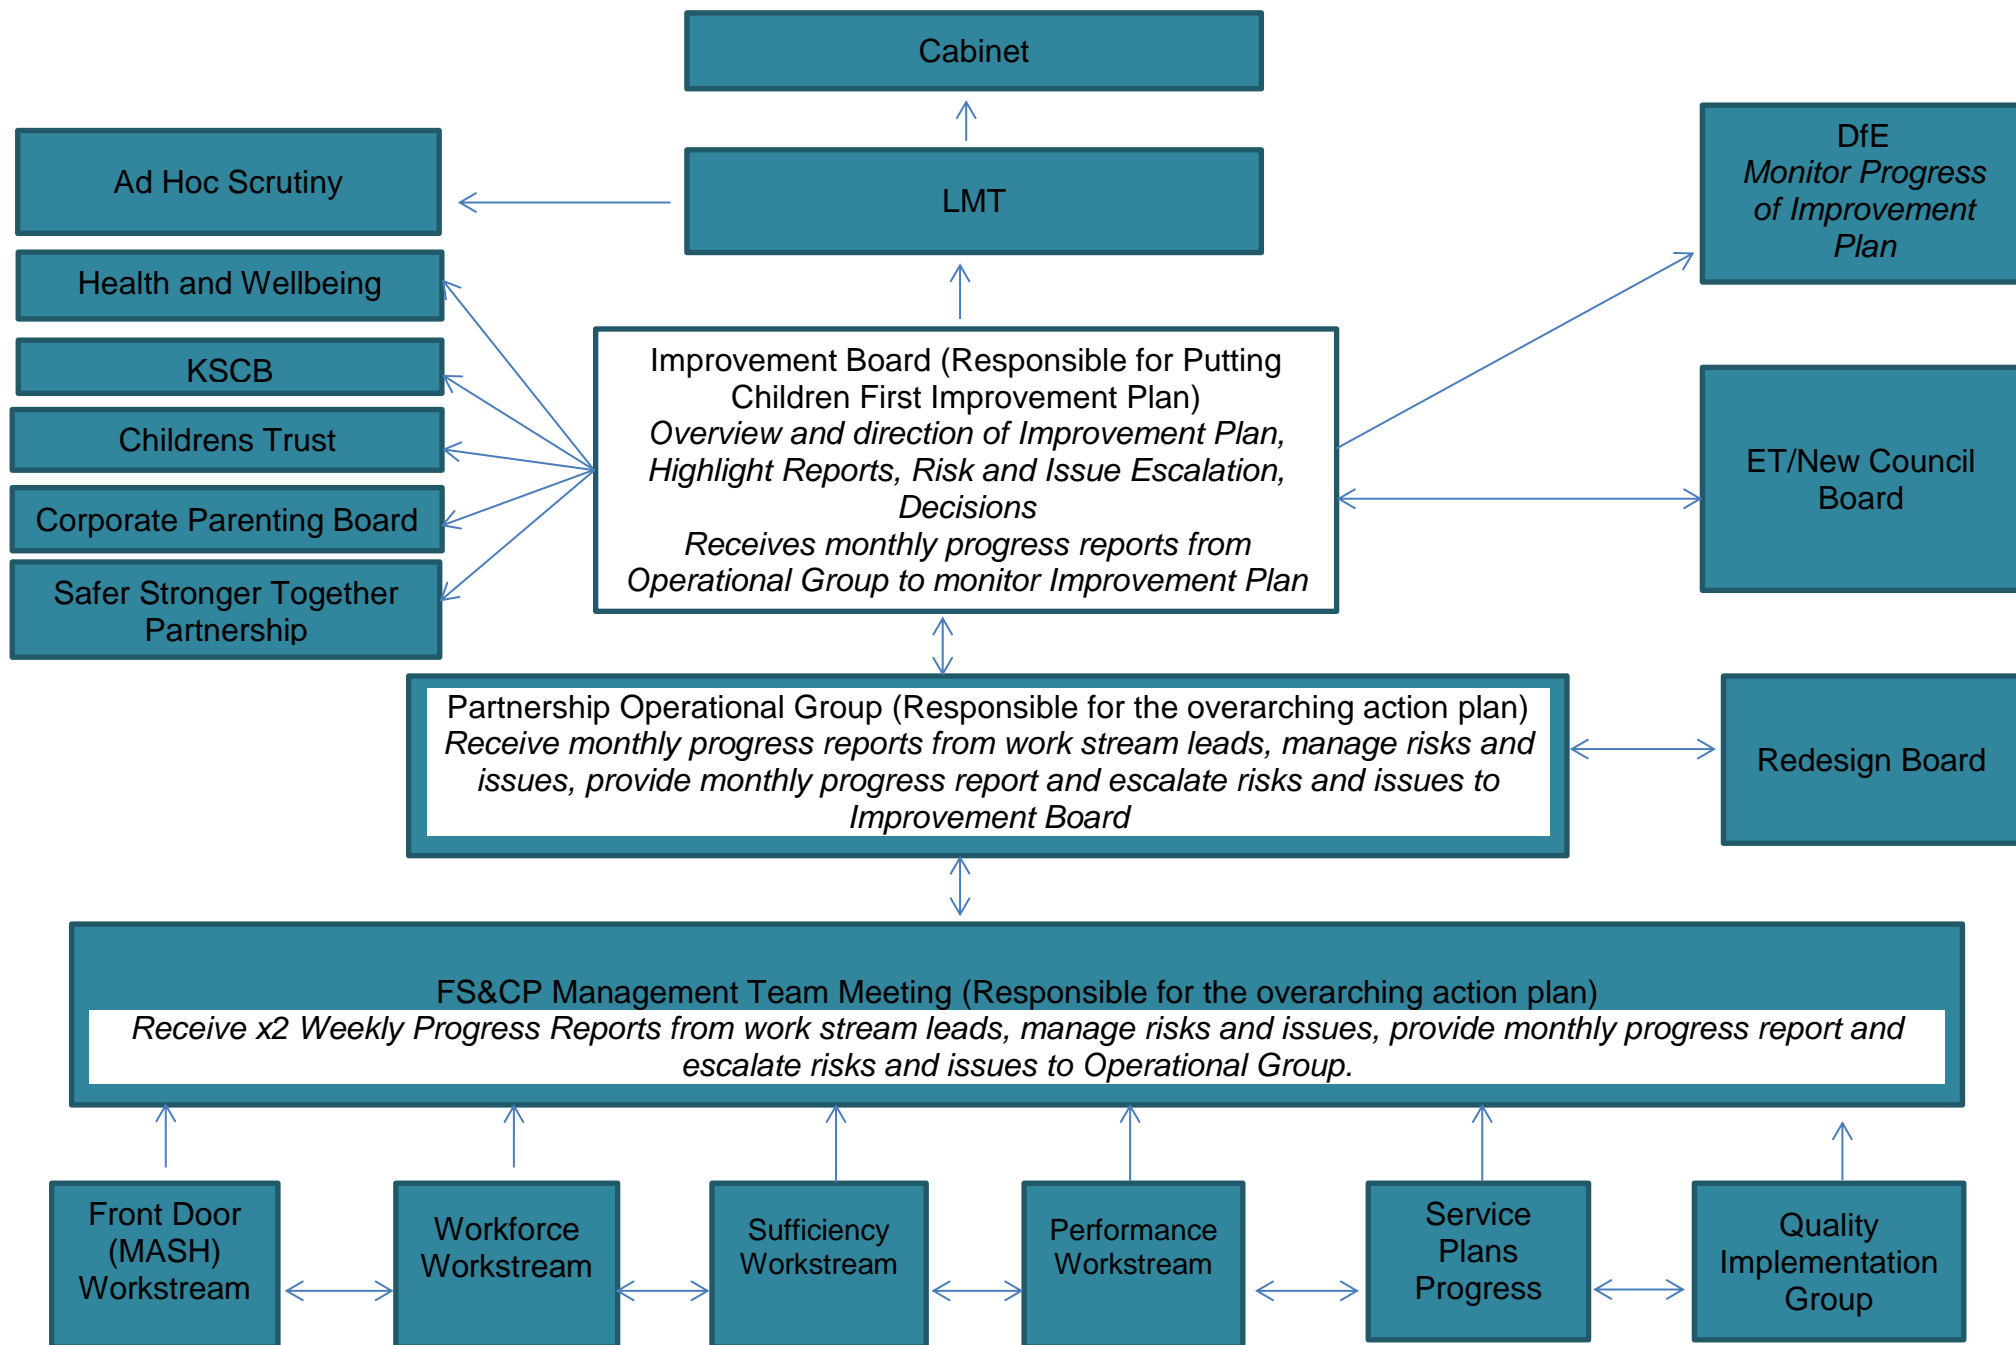 Cabinet
Ad Hoc Scrutiny
LMT
DfE
Monitor Progress
of Improvement
Plan
Health and Wellbeing
KSCB
Childrens Trust
Corporate Parenting Board
Safer Stronger Together
Partnership
Improvement Board (Responsible for Putting
Children First Improvement Plan)
Overview and direction of Improvement Plan,
Highlight Reports, Risk and Issue Escalation,
Decisions
Receives monthly progress reports from
Operational Group to monitor Improvement Plan
ET/New Council
Board
Partnership Operational Group (Responsible for the overarching action plan)
Receive monthly progress reports from work stream leads, manage risks and
issues, provide monthly progress report and escalate risks and issues to
Improvement Board
Redesign Board
FS&CP Management Team Meeting (Responsible for the overarching action plan)
Receive x2 Weekly Progress Reports from work stream leads, manage risks and issues, provide monthly progress report and
escalate risks and issues to Operational Group.
Front Door
(MASH)
Workstream
Workforce
Workstream
Sufficiency
Workstream
Performance
Workstream
Service
Plans
Progress
Quality
Implementation
Group